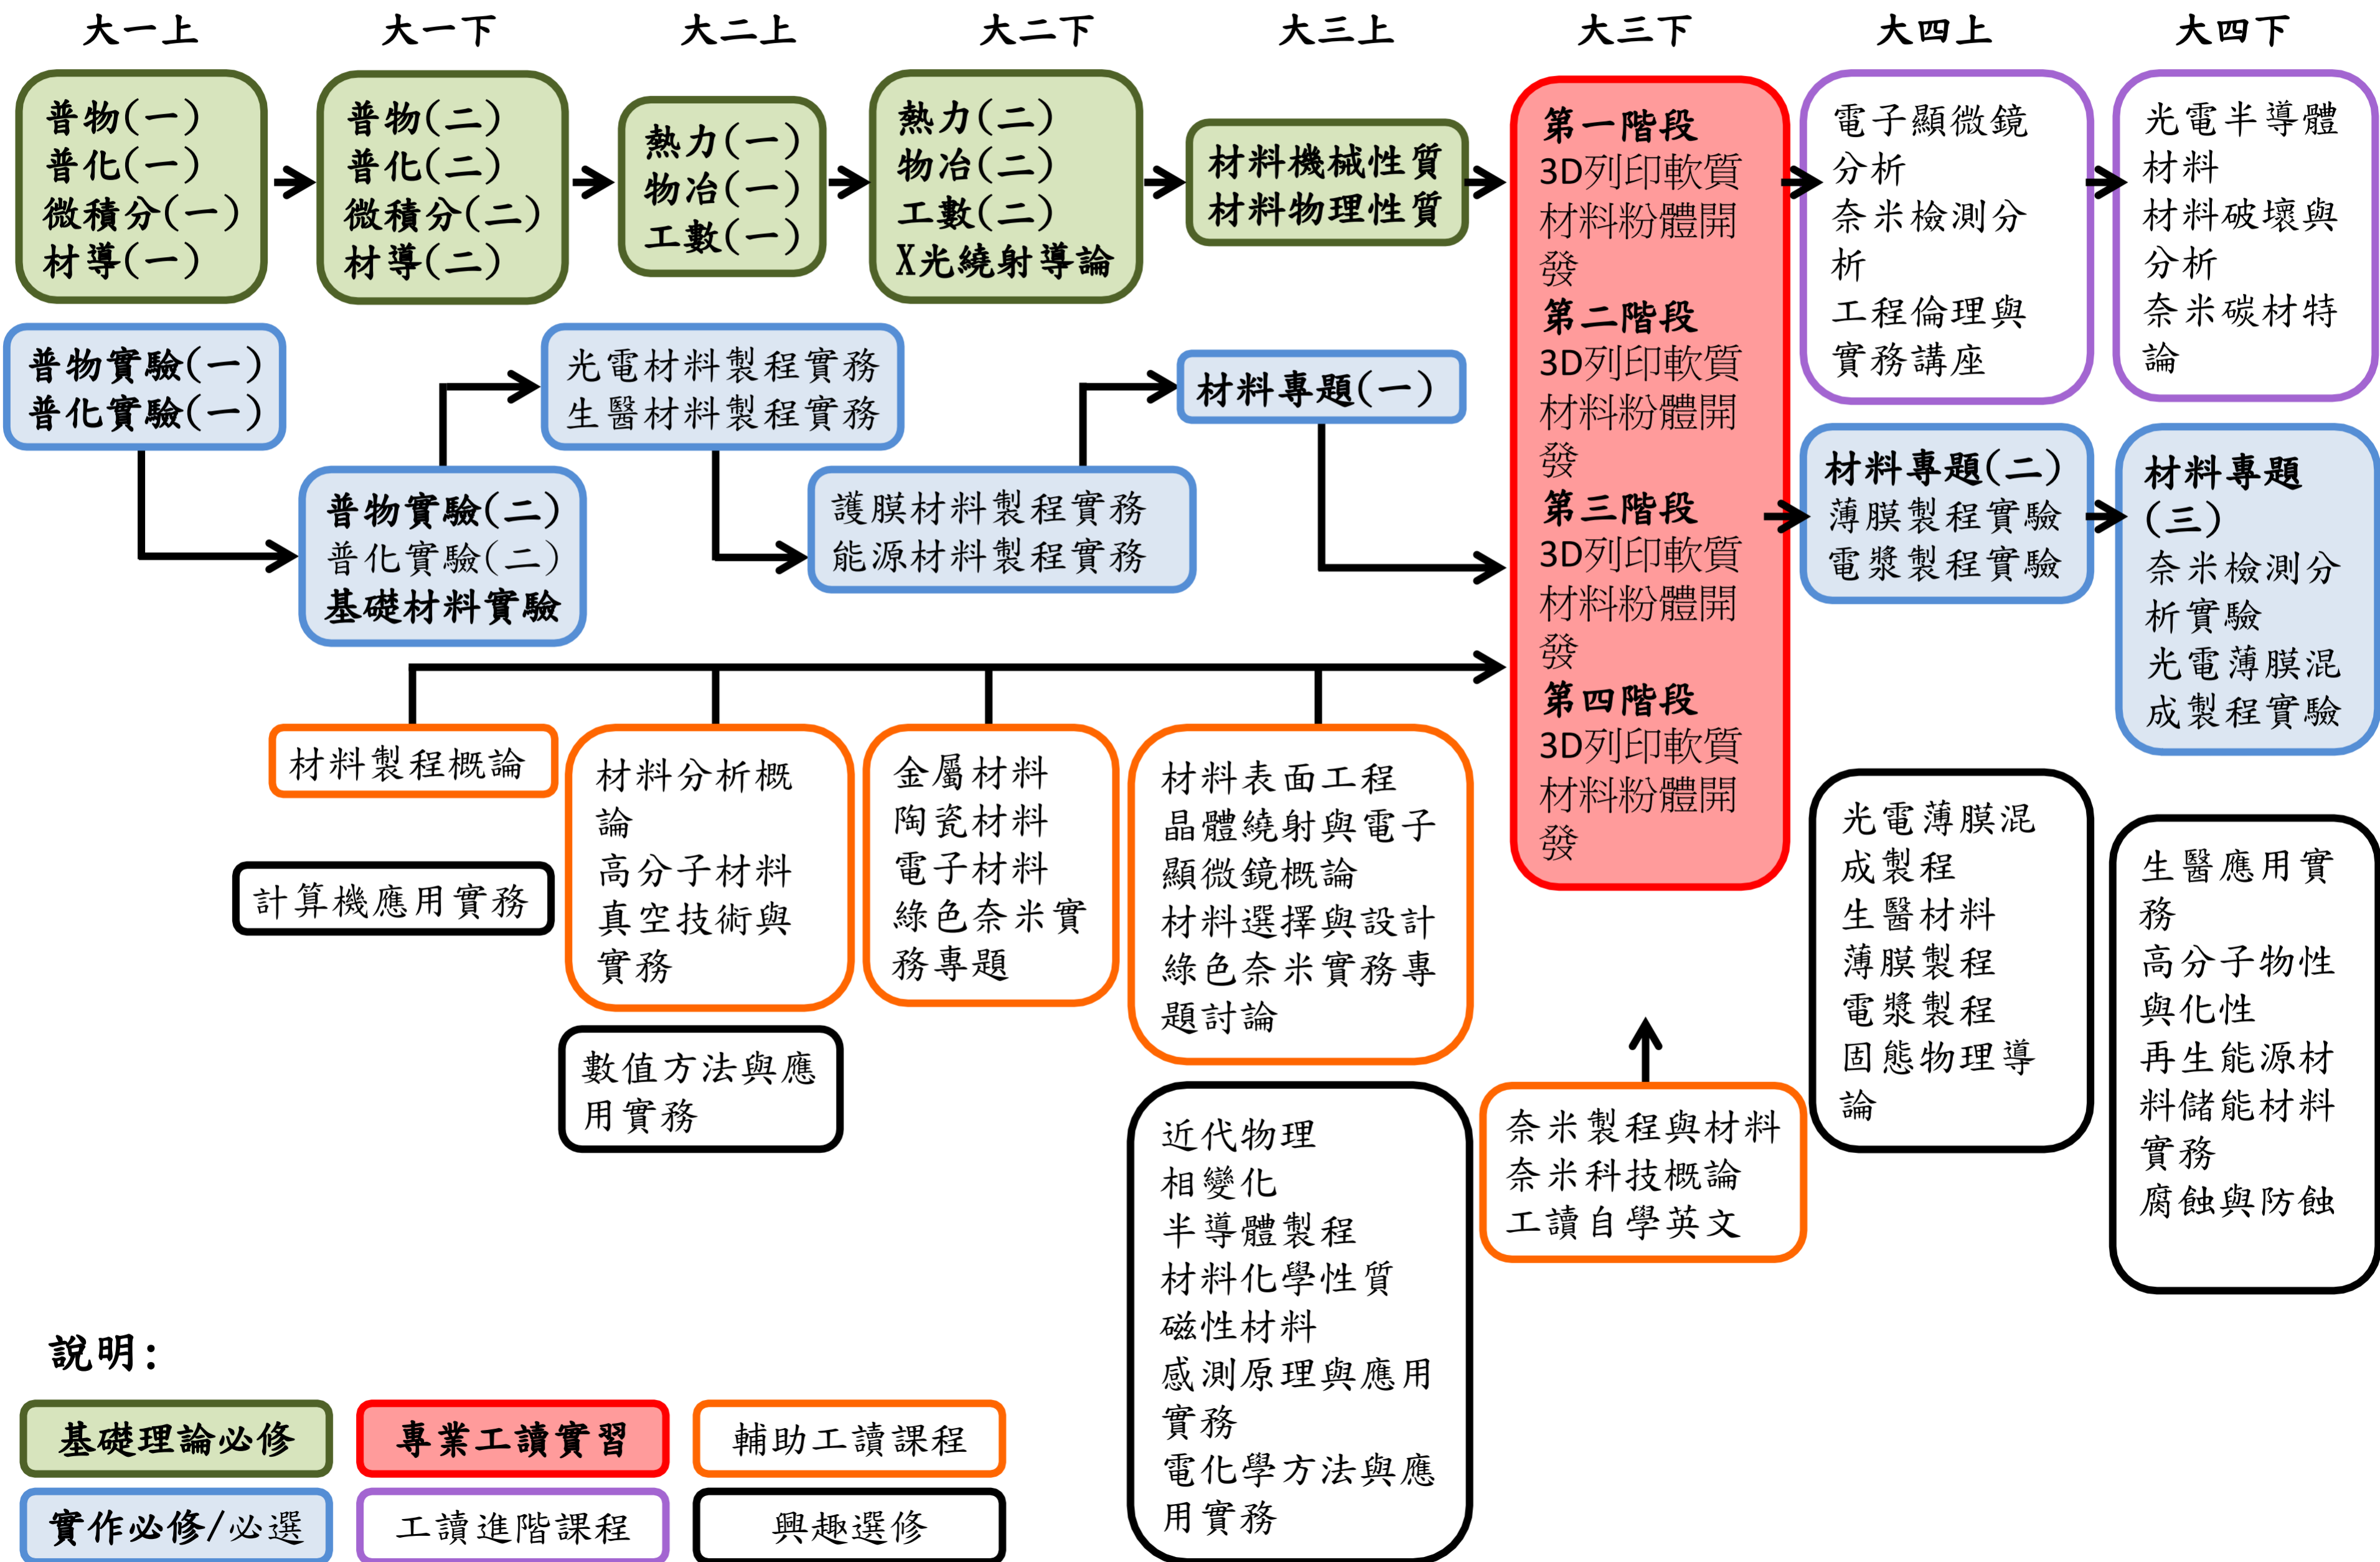 大一上
大一下
大二上
大二下
大三上
大三下
大四上
大四下
普物(一)
普化(一)
微積分(一)
材導(一)
普物(二)
普化(二)
微積分(二)
材導(二)
熱力(一)
物冶(一)
工數(一)
熱力(二)
物冶(二)
工數(二)
X光繞射導論
材料機械性質
材料物理性質
第一階段
3D列印軟質
材料粉體開
發
第二階段
3D列印軟質
材料粉體開
發
第三階段
3D列印軟質
材料粉體開
發
第四階段
3D列印軟質
材料粉體開
發
電子顯微鏡
分析
奈米檢測分
析
工程倫理與
實務講座
光電半導體
材料
材料破壞與
分析
奈米碳材特
論
普物實驗(一)
普化實驗(一)
普物實驗(二)
普化實驗(二)
基礎材料實驗
光電材料製程實務
生醫材料製程實務
護膜材料製程實務
能源材料製程實務
材料專題(一)
材料專題(二)
薄膜製程實驗
電漿製程實驗
材料專題
(三)
奈米檢測分
析實驗
光電薄膜混
成製程實驗
材料製程概論
計算機應用實務
材料分析概
論
高分子材料
真空技術與
實務
數值方法與應
用實務
金屬材料
陶瓷材料
電子材料
綠色奈米實
務專題
材料表面工程
晶體繞射與電子
顯微鏡概論
材料選擇與設計
綠色奈米實務專
題討論
近代物理
相變化
半導體製程
材料化學性質
磁性材料
感測原理與應用
實務
電化學方法與應
用實務
奈米製程與材料
奈米科技概論
工讀自學英文
光電薄膜混
成製程
生醫材料
薄膜製程
電漿製程
固態物理導
論
生醫應用實
務
高分子物性
與化性
再生能源材
料儲能材料
實務
腐蝕與防蝕
說明:
基礎理論必修
專業工讀實習
輔助工讀課程
實作必修/必選
工讀進階課程
興趣選修